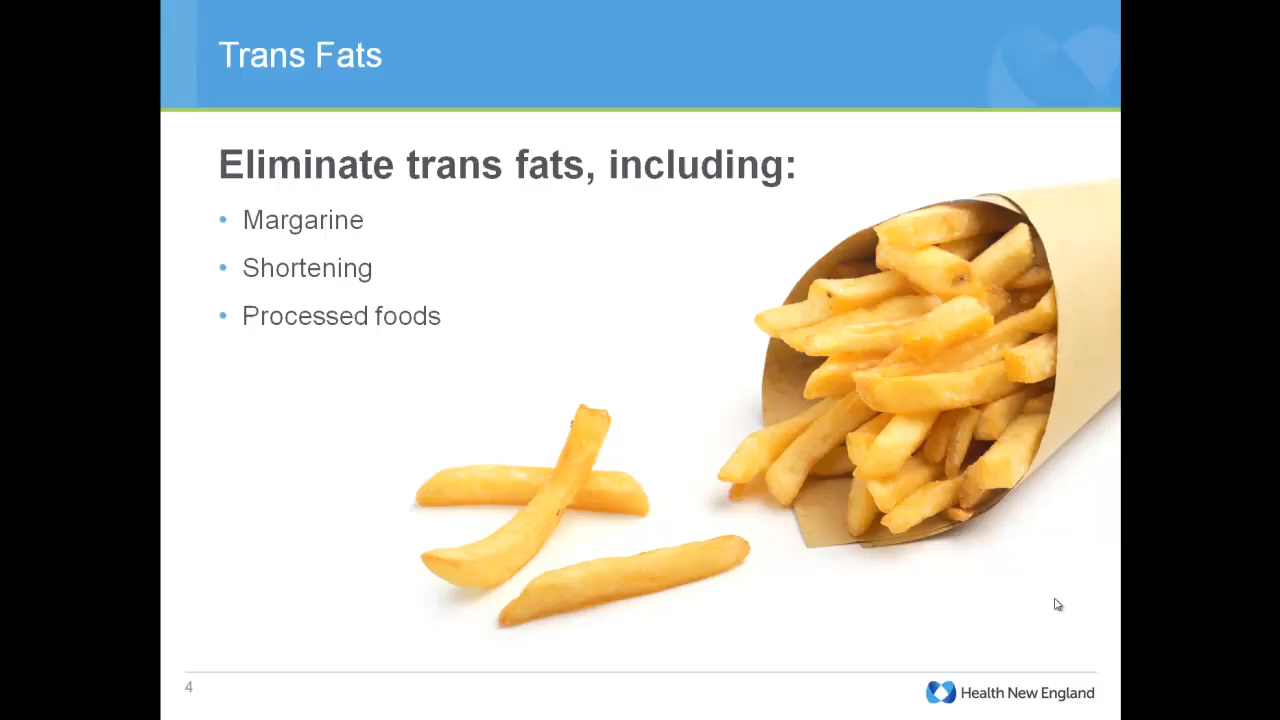 Trans Fats
Eliminate trans fats, including:
• Margarine
• Shortening
• Processed foods
4
Health New England